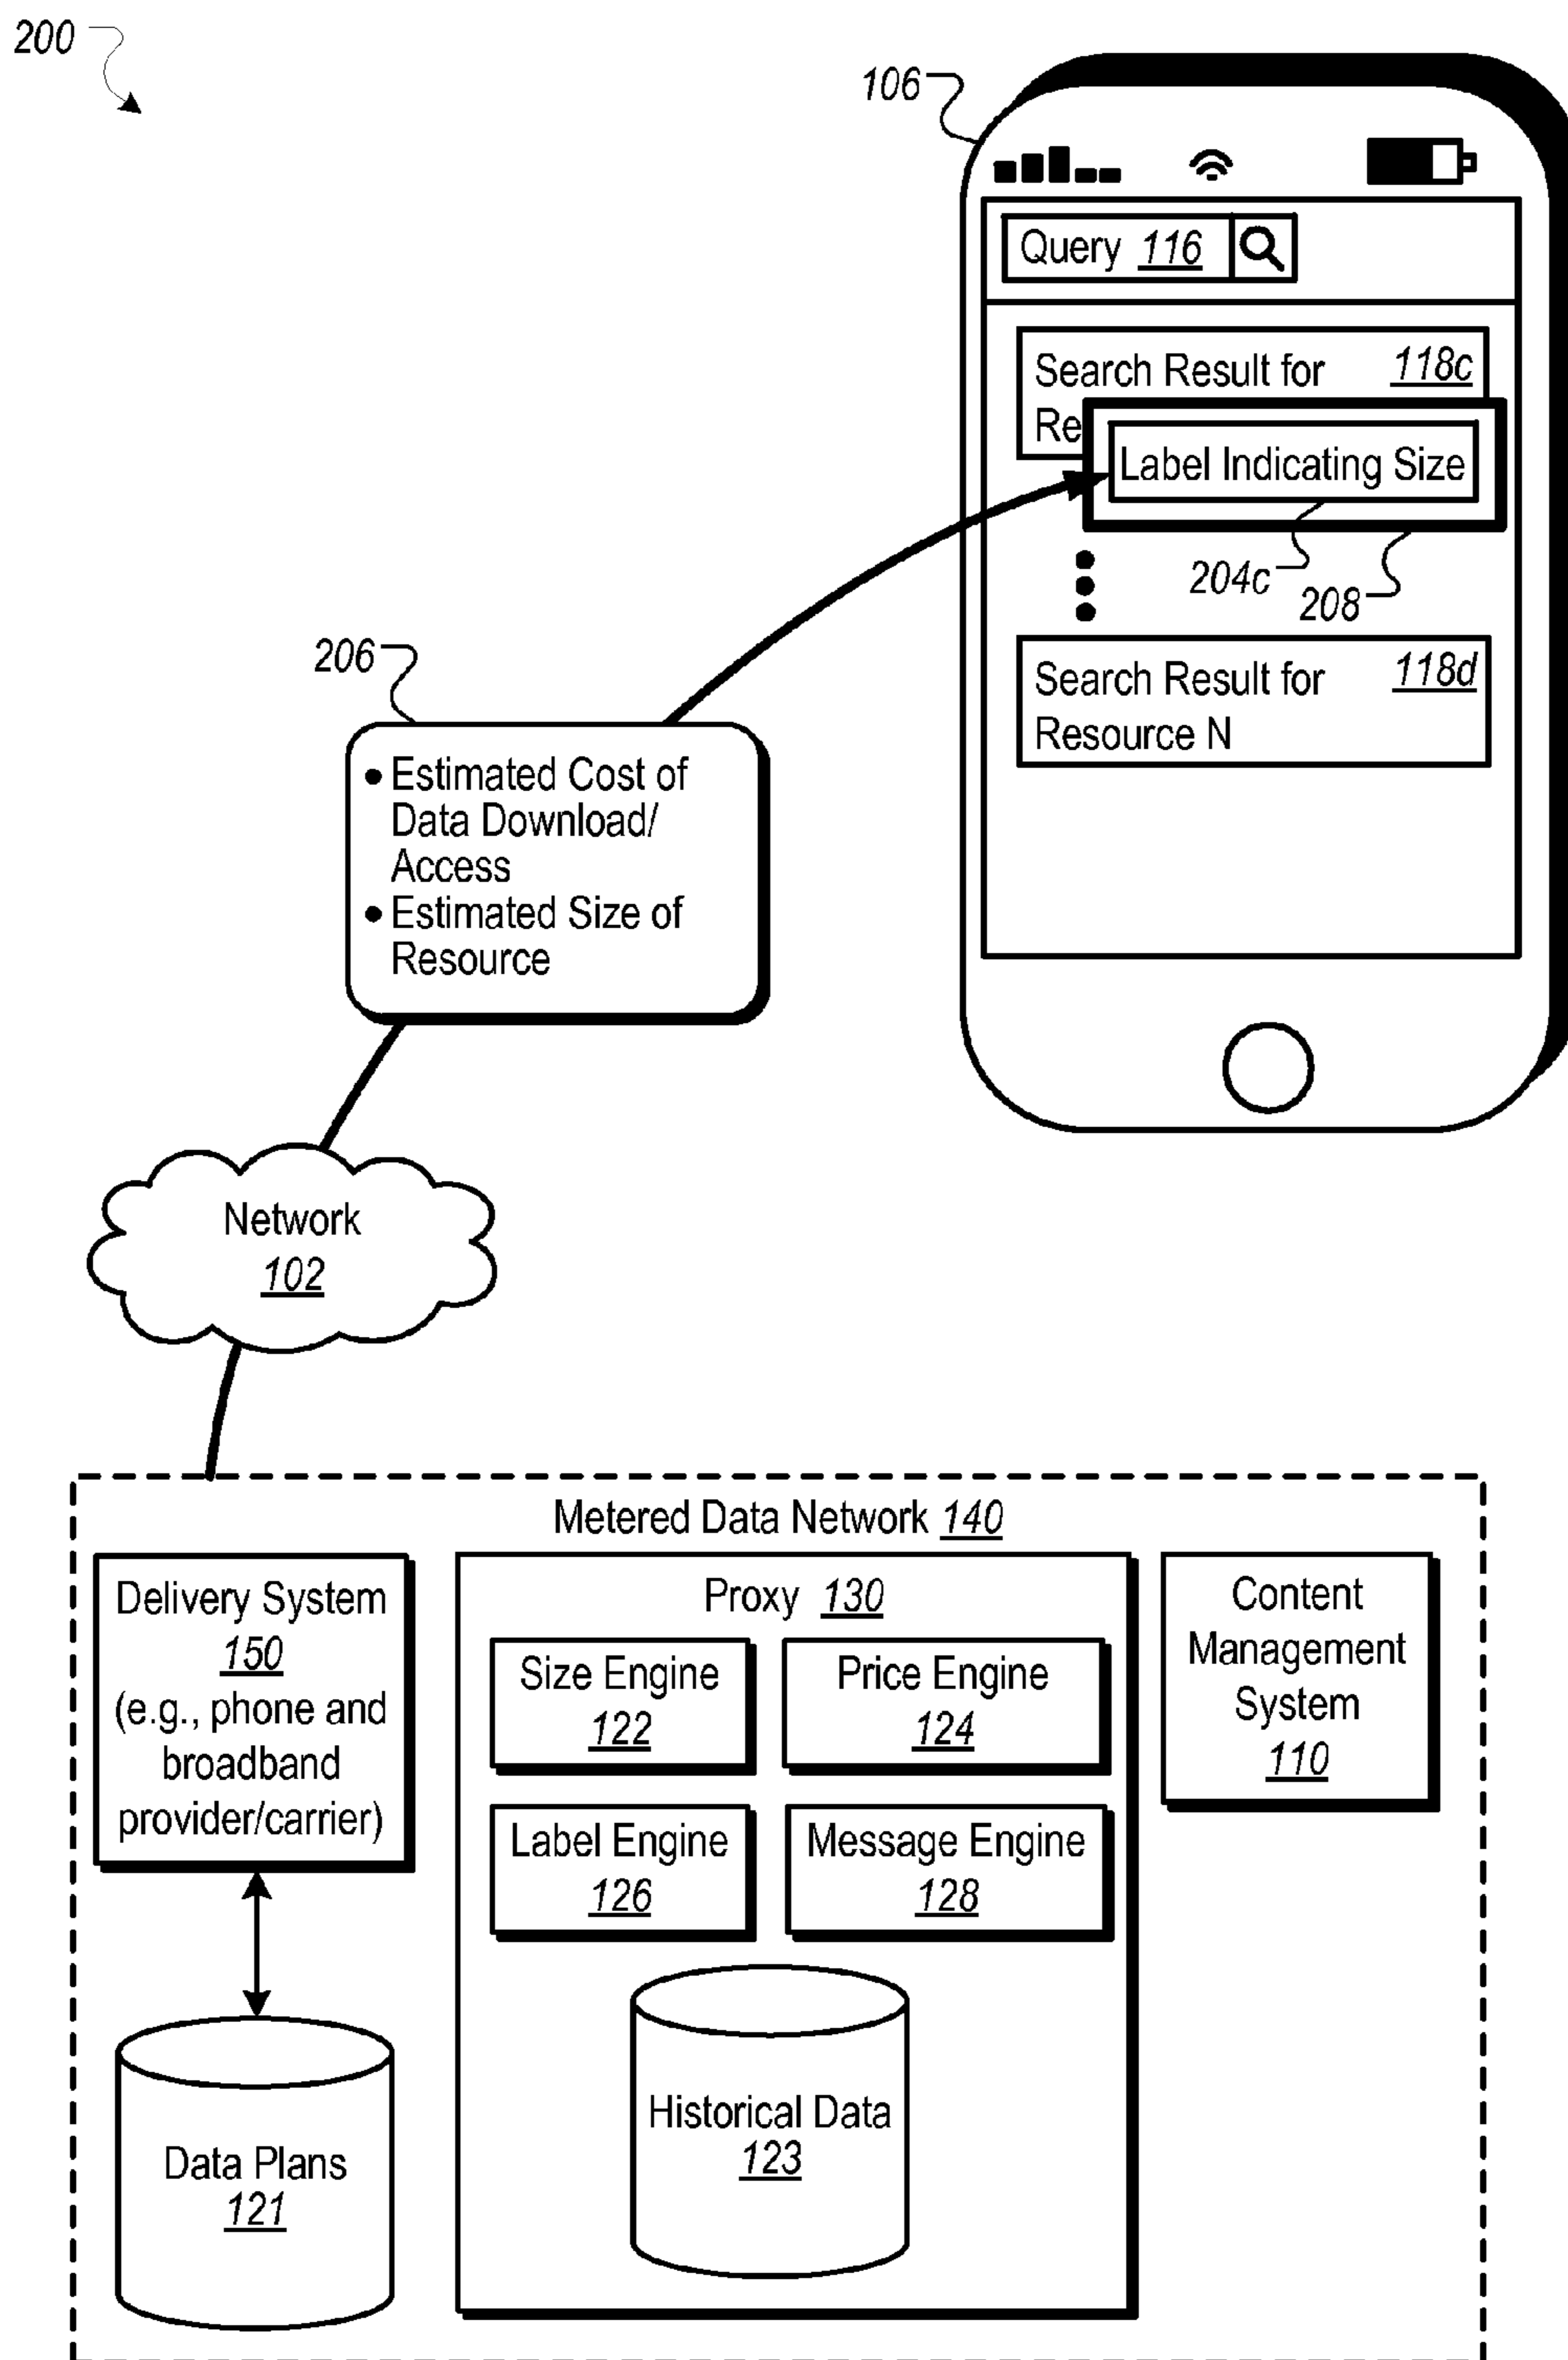 200
106
Query 116
Search Result for 118c
Re
Label Indicating Size
204c
208
Search Result for 118d
Resource N
206
• Estimated Cost of
Data Download/
Access
• Estimated Size of
Resource
Network
102
Metered Data Network 140
Delivery System
150
(e.g., phone and
broadband
provider/carrier)
Proxy 130
Size Engine
122
Price Engine
124
Label Engine
126
Message Engine
128
Historical Data
123
Content
Management
System
110
Data Plans
121